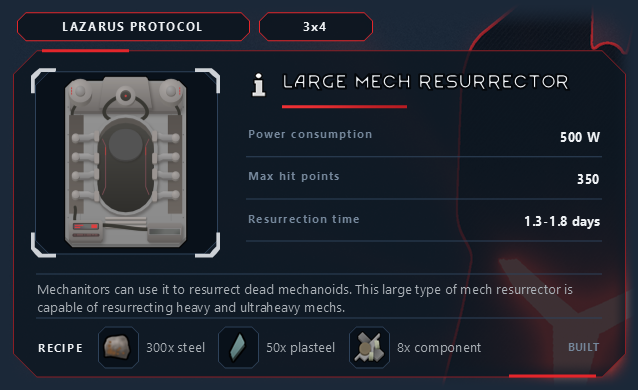 LAZARUS PROTOCOL
3x4
LARGE MECH RESURRECTOR
Power consumption
500 W
Max hit points
350
Resurrection time
1.3-1.8 days
Mechanitors can use it to resurrect dead mechanoids. This large type of mech resurrector is
capable of resurrecting heavy and ultraheavy mechs.
RECIPE
300x steel
50x plasteel
8x component
BUILT